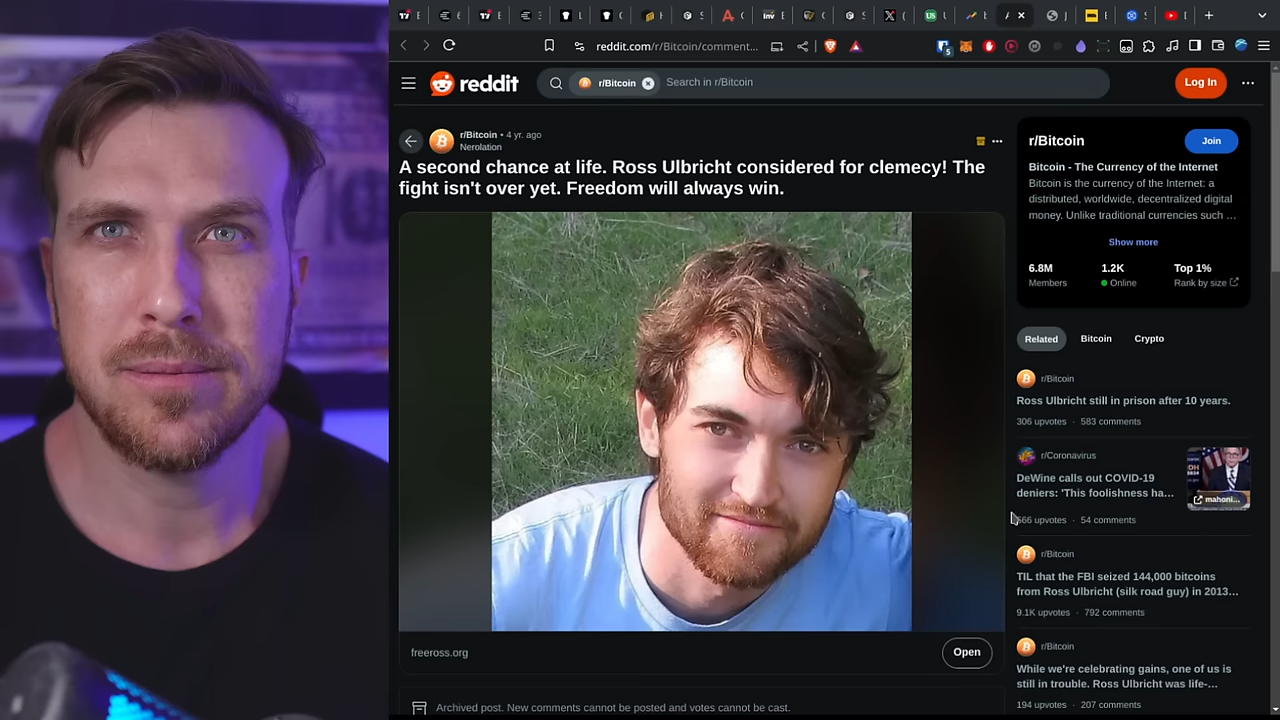 reddit.com/r/Bitcoin/comment...
5
reddit
r/Bitcoin
Search in r/Bitcoin
Log In
r/Bitcoin • 4 yr. ago
Nerolation
A second chance at life. Ross Ulbricht considered for clemecy! The
fight isn't over yet. Freedom will always win.
freeross.org
Open
Archived post. New comments cannot be posted and votes cannot be cast.
r/Bitcoin
Join
Bitcoin - The Currency of the Internet
Bitcoin is the currency of the Internet: a
distributed, worldwide, decentralized digital
money. Unlike traditional currencies such ...
Show more
6.8M
1.2K
Top 1%
Members
Online
Rank by size
Related
Bitcoin
Crypto
r/Bitcoin
Ross Ulbricht still in prison after 10 years.
306 upvotes · 583 comments
r/Coronavirus
DeWine calls out COVID-19
deniers: 'This foolishness ha...
mahoni...
upvotes · 54 comments
r/Bitcoin
TIL that the FBI seized 144,000 bitcoins
from Ross Ulbricht (silk road guy) in 2013...
9.1K upvotes · 792 comments
r/Bitcoin
While we're celebrating gains, one of us is
still in trouble. Ross Ulbricht was life-...
194 upvotes · 207 comments